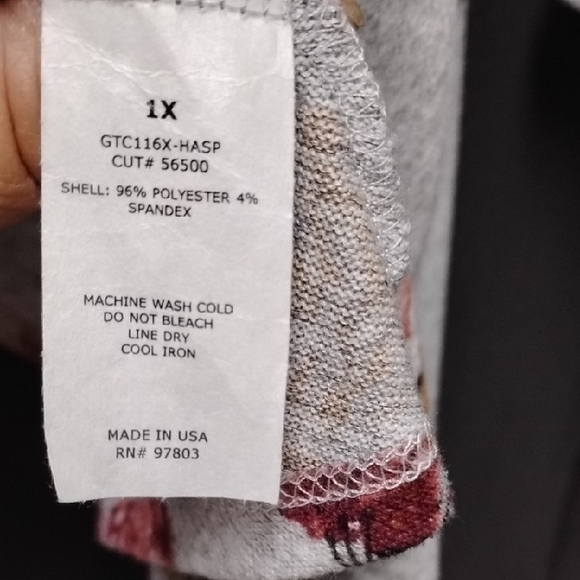 1X
GTC116X-HASP
CUT# 56500
SHELL: 96% POLYESTER 4%
SPANDEX
MACHINE WASH COLD
DO NOT BLEACH
LINE DRY
COOL IRON
MADE IN USA
RN# 97803